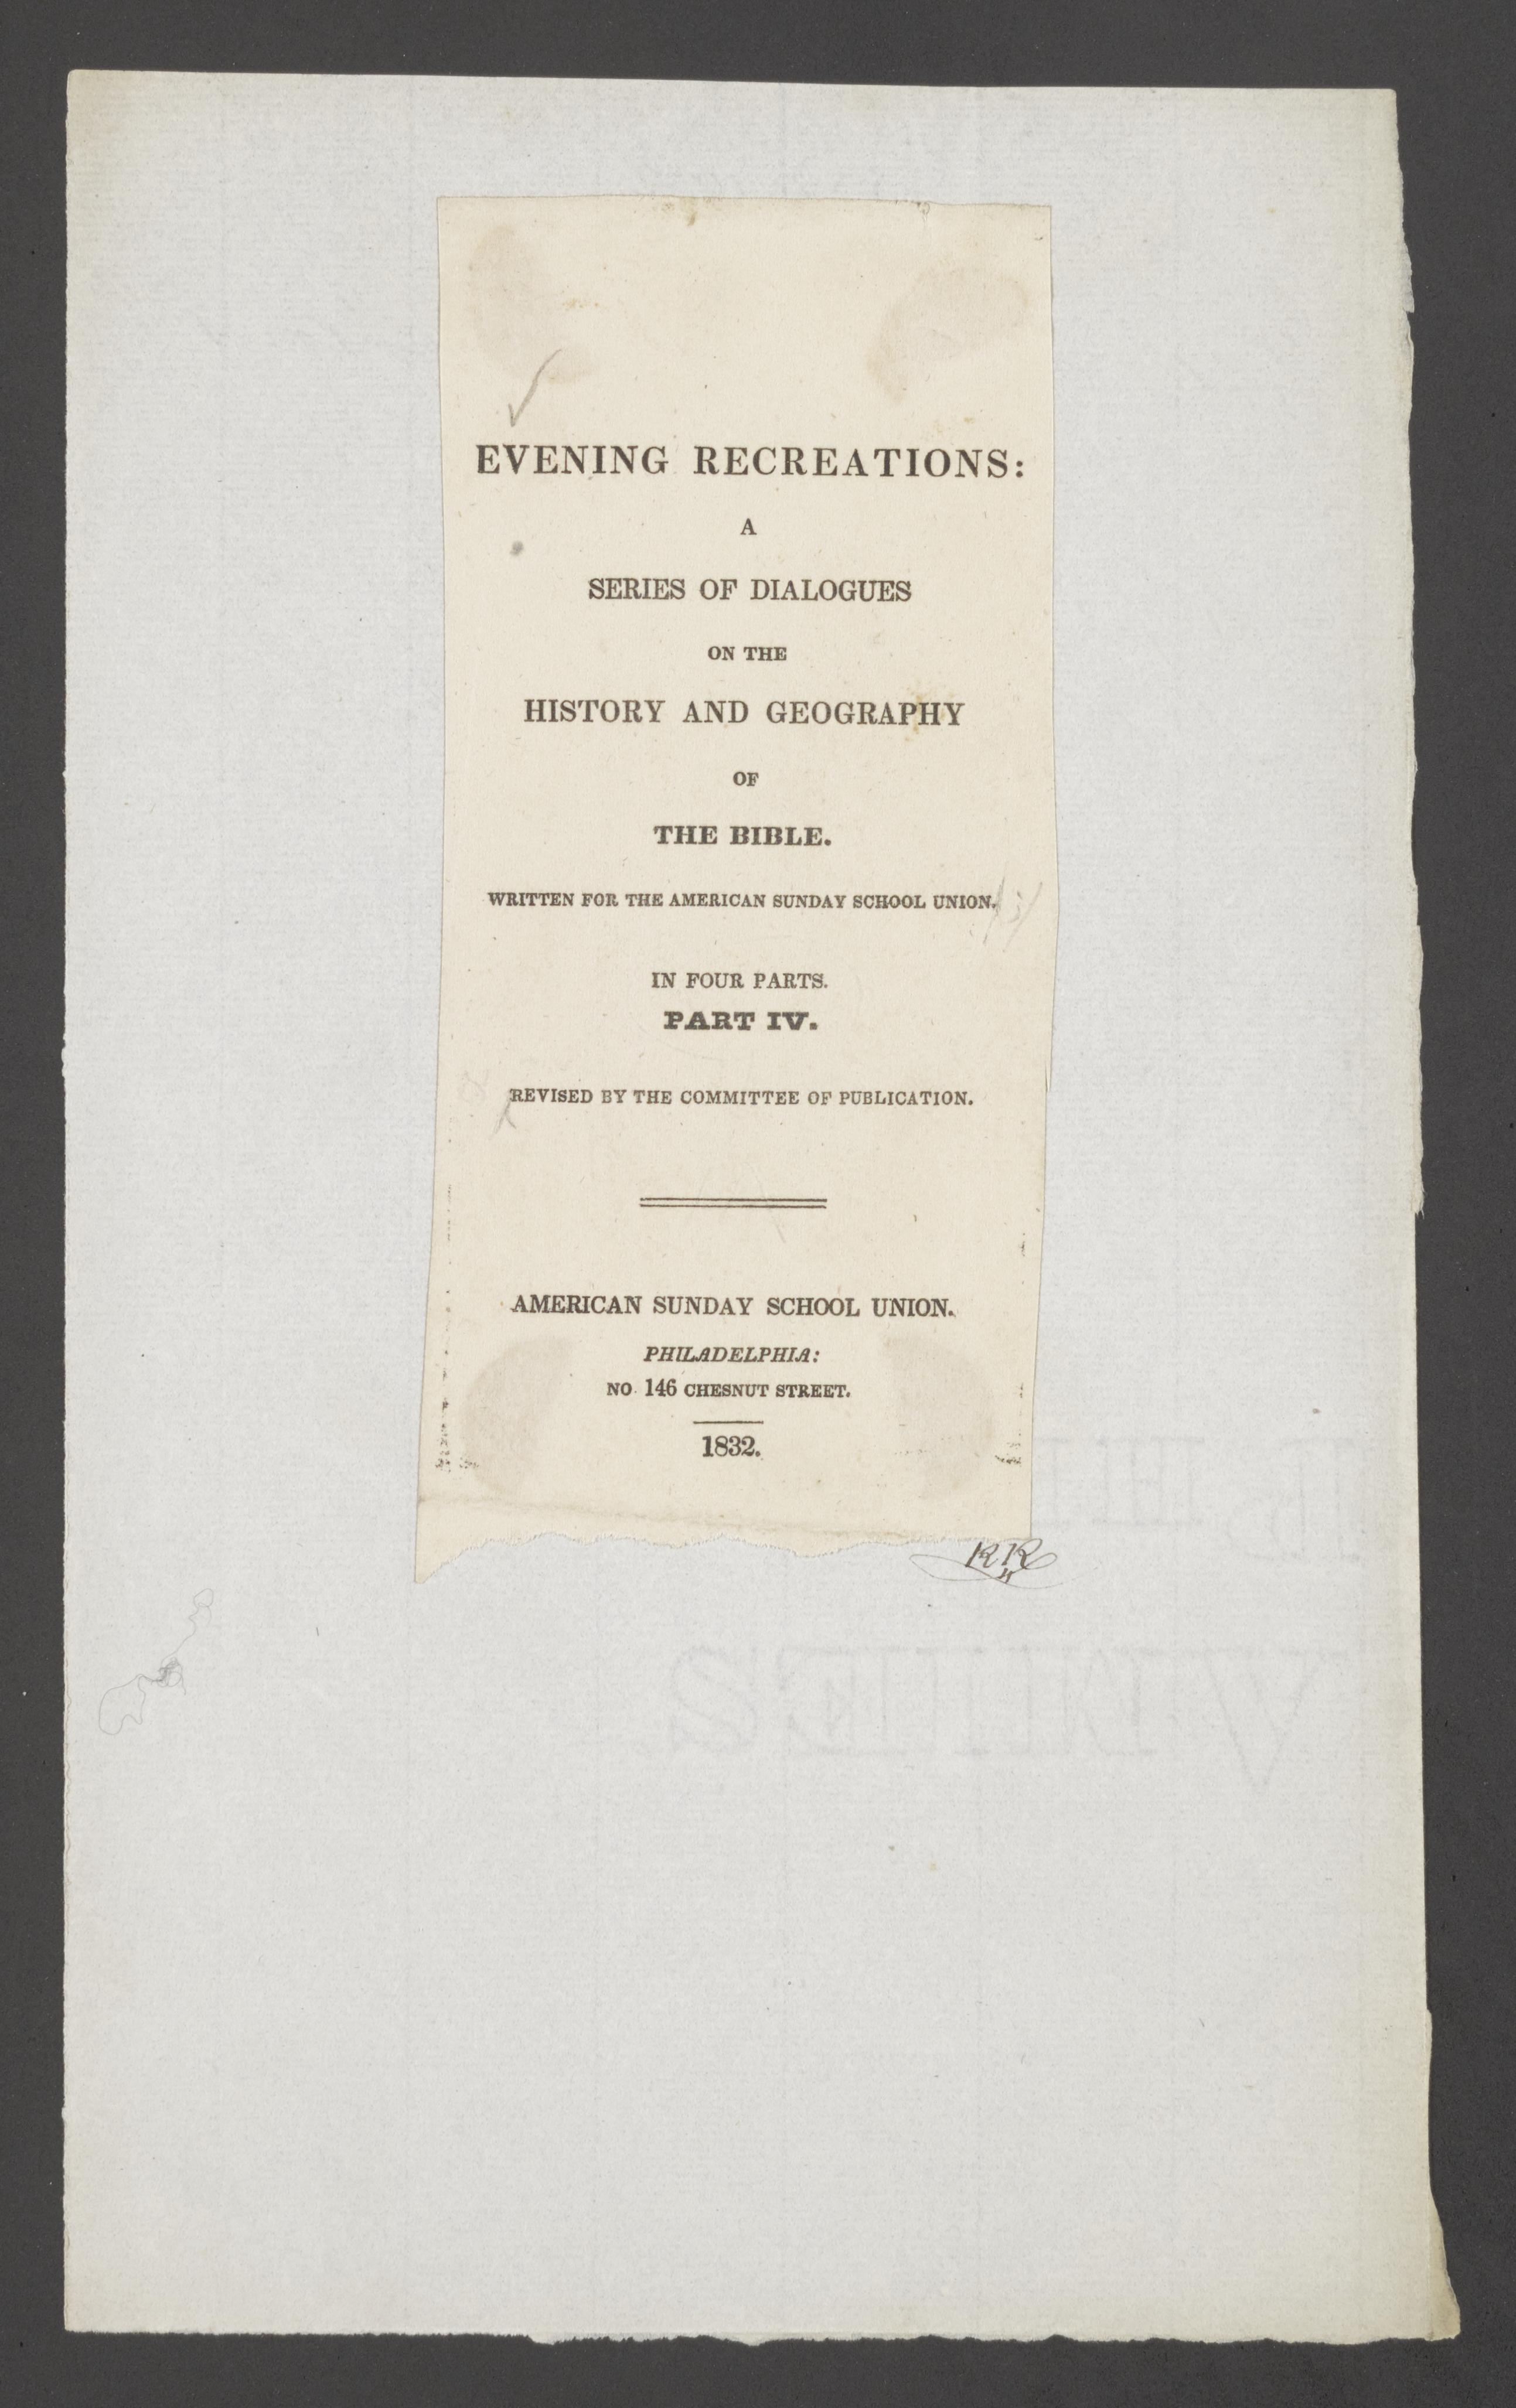 EVENING RECREATIONS:
A
SERIES OF DIALOGUES
ON THE
HISTORY AND GEOGRAPHY
OF
THE BIBLE.
WRITTEN FOR THE AMERICAN SUNDAY SCHOOL UNION.
IN FOUR PARTS.
PART IV.
REVISED BY THE COMMITTEE OF PUBLICATION.
AMERICAN SUNDAY SCHOOL UNION.
PHILADELPHIA:
NO 146 CHESNUT STREET.
1832.
RR